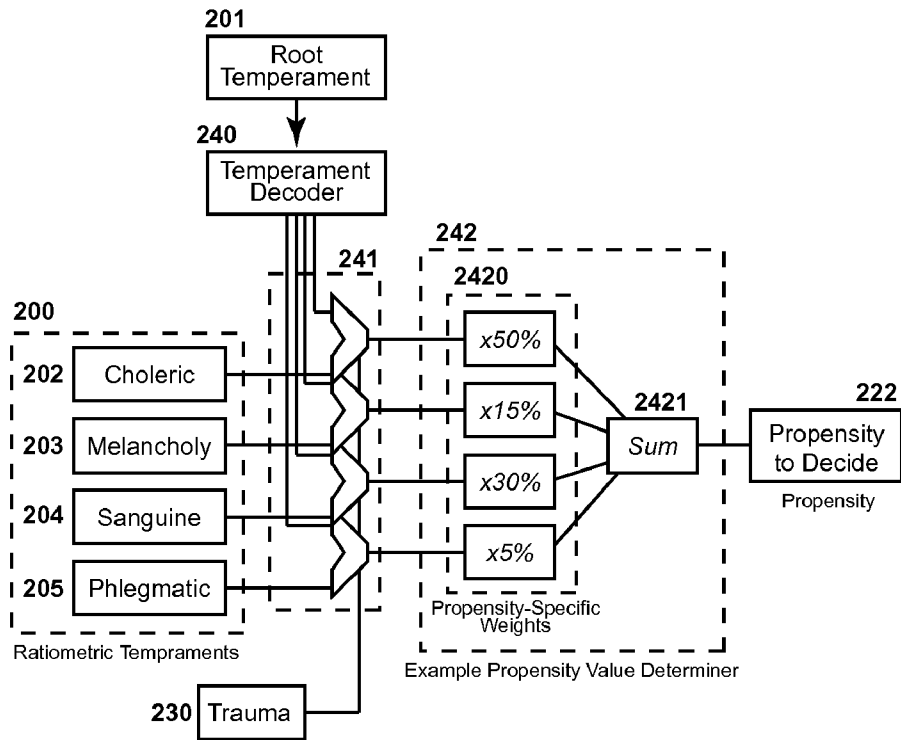 201
Root
Temperament
240
Temperament
Decoder
241
242
2420
200
202
Choleric
203
Melancholy
204
Sanguine
205
Phlegmatic
Ratiometric Tempraments
x50%
x15%
x30%
x5%
Propensity-Specific
Weights
2421
Sum
222
Propensity
to Decide
Propensity
Example Propensity Value Determiner
230
Trauma